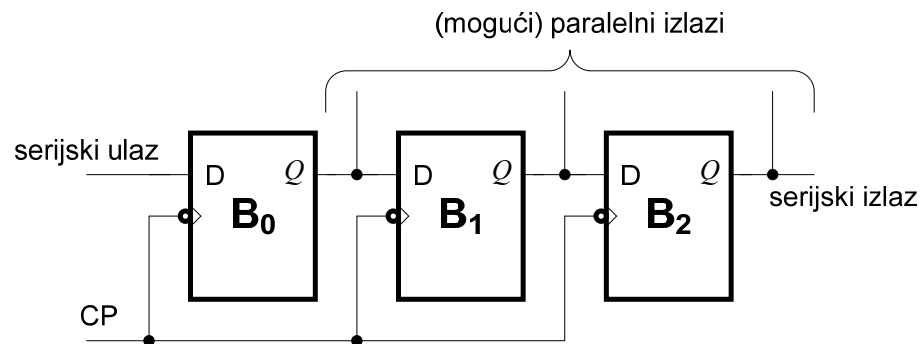 (mogući) paralelni izlazi
serijski ulaz
D Q D Q D Q
B0 B1 B2
serijski izlaz
CP